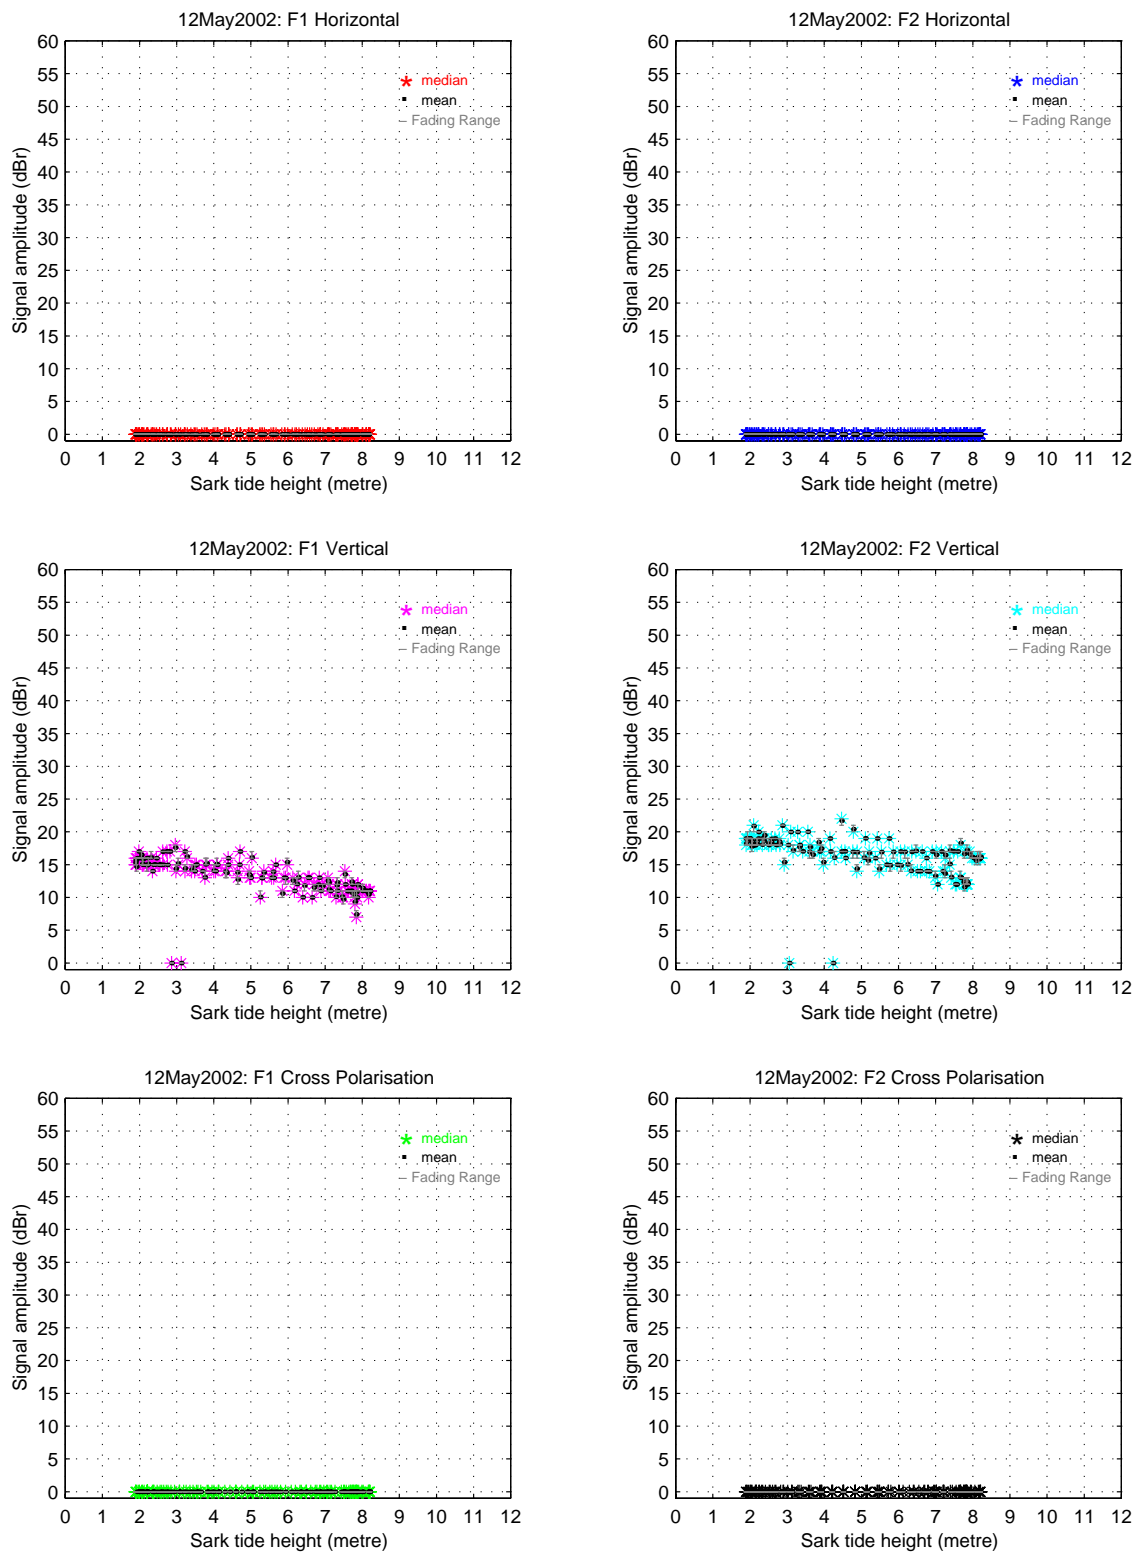 12May2002: F1 Horizontal
60
55
50
45
40
35
30
25
20
15
10
5
0
Signal amplitude (dBr)
median
mean
Fading Range
0 1 2 3 4 5 6 7 8 9 10 11 12
Sark tide height (metre)
12May2002: F2 Horizontal
60
55
50
45
40
35
30
25
20
15
10
5
0
Signal amplitude (dBr)
median
mean
Fading Range
0 1 2 3 4 5 6 7 8 9 10 11 12
Sark tide height (metre)
12May2002: F1 Vertical
60
55
50
45
40
35
30
25
20
15
10
5
0
Signal amplitude (dBr)
median
mean
Fading Range
0 1 2 3 4 5 6 7 8 9 10 11 12
Sark tide height (metre)
12May2002: F2 Vertical
60
55
50
45
40
35
30
25
20
15
10
5
0
Signal amplitude (dBr)
median
mean
Fading Range
0 1 2 3 4 5 6 7 8 9 10 11 12
Sark tide height (metre)
12May2002: F1 Cross Polarisation
60
55
50
45
40
35
30
25
20
15
10
5
0
Signal amplitude (dBr)
median
mean
Fading Range
0 1 2 3 4 5 6 7 8 9 10 11 12
Sark tide height (metre)
12May2002: F2 Cross Polarisation
60
55
50
45
40
35
30
25
20
15
10
5
0
Signal amplitude (dBr)
median
mean
Fading Range
0 1 2 3 4 5 6 7 8 9 10 11 12
Sark tide height (metre)